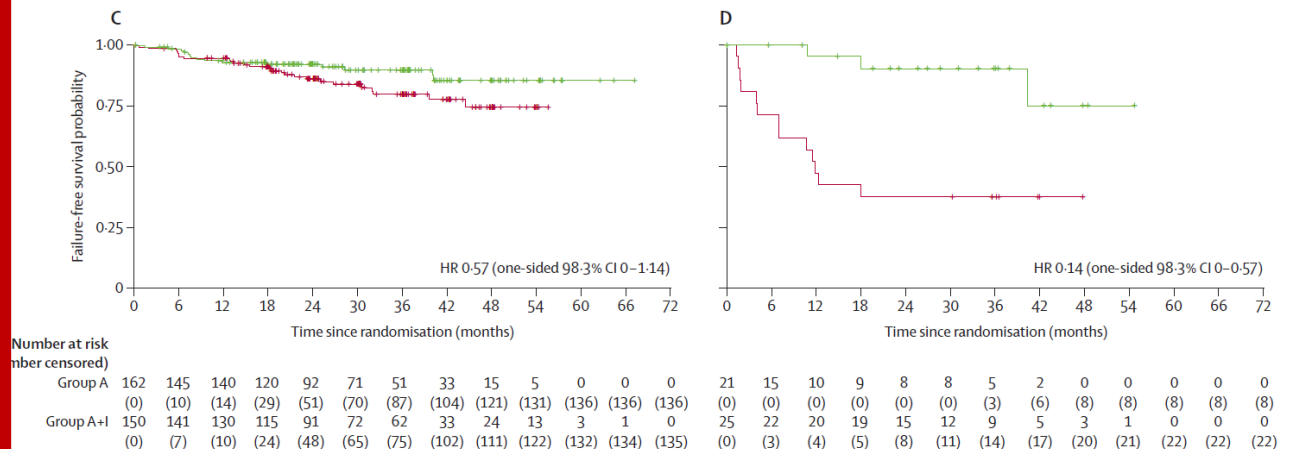 C
D
1·00
0·75
0·50
0·25
0
Failure-free survival probability
HR 0·57 (one-sided 98·3% CI 0–1·14)
HR 0·14 (one-sided 98·3% CI 0–0·57)
0 6 12 18 24 30 36 42 48 54 60 66 72
0 6 12 18 24 30 36 42 48 54 60 66 72
Time since randomisation (months)
Time since randomisation (months)
Number at risk
mber censored)
Group A 162 145 140 120 92 71 51 33 15 5 0 0 0 21 15 10 9 8 8 5 2 0 0 0 0 0
(0) (10) (14) (29) (51) (70) (87) (104) (121) (131) (136) (136) (136) (0) (0) (0) (0) (0) (0) (3) (6) (8) (8) (8) (8) (8)
Group A+I 150 141 130 115 91 72 62 33 24 13 3 1 0 25 22 20 19 15 12 9 5 3 1 0 0 0
(0) (7) (10) (24) (48) (65) (75) (102) (111) (122) (132) (134) (135) (0) (3) (4) (5) (8) (11) (14) (17) (20) (21) (22) (22) (22)